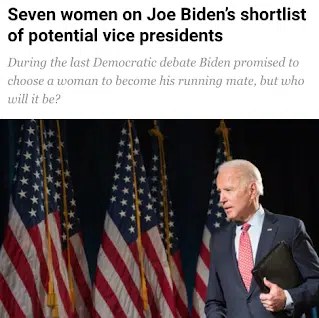 Seven women on Joe Biden’s shortlist
of potential vice presidents
During the last Democratic debate Biden promised to
choose a woman to become his running mate, but who
will it be?